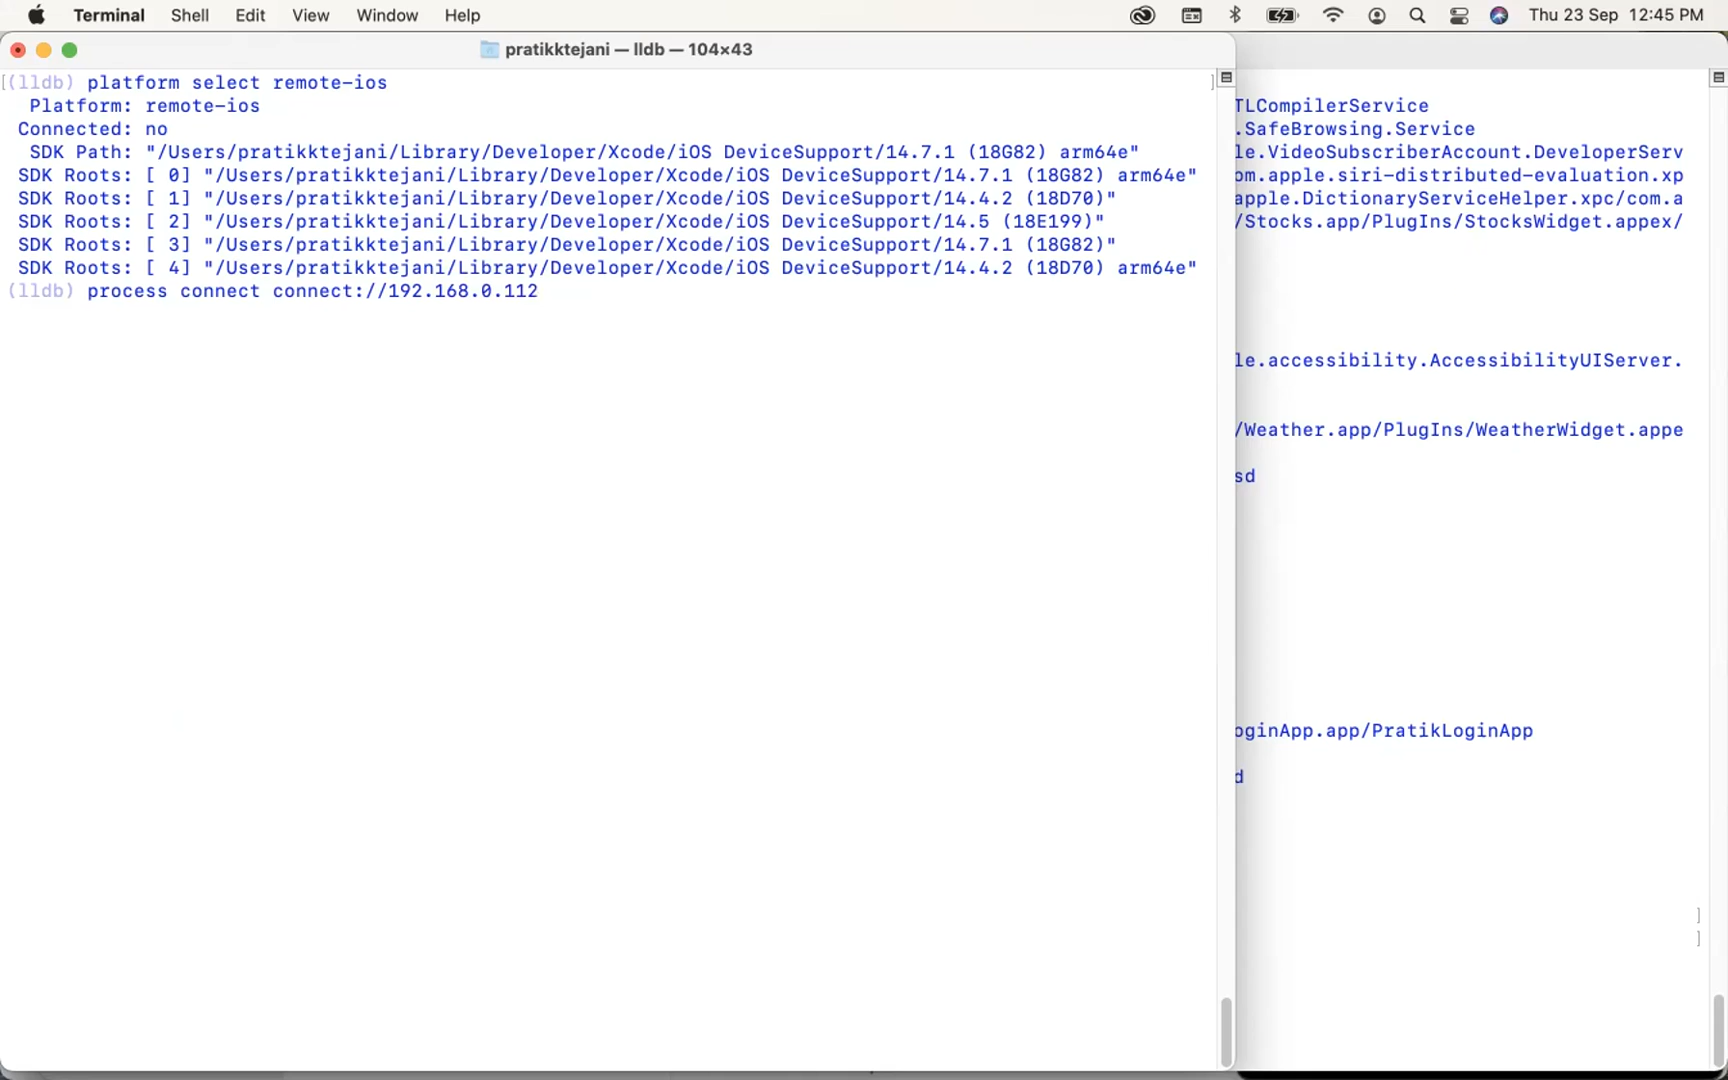 Terminal Shell Edit View Window Help Thu 23 Sep 12:45 PM
pratikktejani — lldb — 104×43
[(lldb) platform select remote-ios ]
Platform: remote-ios
Connected: no
SDK Path: "/Users/pratikktejani/Library/Developer/Xcode/iOS DeviceSupport/14.7.1 (18G82) arm64e"
SDK Roots: [ 0] "/Users/pratikktejani/Library/Developer/Xcode/iOS DeviceSupport/14.7.1 (18G82) arm64e"
SDK Roots: [ 1] "/Users/pratikktejani/Library/Developer/Xcode/iOS DeviceSupport/14.4.2 (18D70)"
SDK Roots: [ 2] "/Users/pratikktejani/Library/Developer/Xcode/iOS DeviceSupport/14.5 (18E199)"
SDK Roots: [ 3] "/Users/pratikktejani/Library/Developer/Xcode/iOS DeviceSupport/14.7.1 (18G82)"
SDK Roots: [ 4] "/Users/pratikktejani/Library/Developer/Xcode/iOS DeviceSupport/14.4.2 (18D70) arm64e"
(lldb) process connect connect://192.168.0.112
TLCompilerService
.SafeBrowsing.Service
le.VideoSubscriberAccount.DeveloperServ
om.apple.siri-distributed-evaluation.xp
apple.DictionaryServiceHelper.xpc/com.a
/Stocks.app/PlugIns/StocksWidget.appex/
le.accessibility.AccessibilityUIServer.
/Weather.app/PlugIns/WeatherWidget.appe
sd
oginApp.app/PratikLoginApp
d
]
]